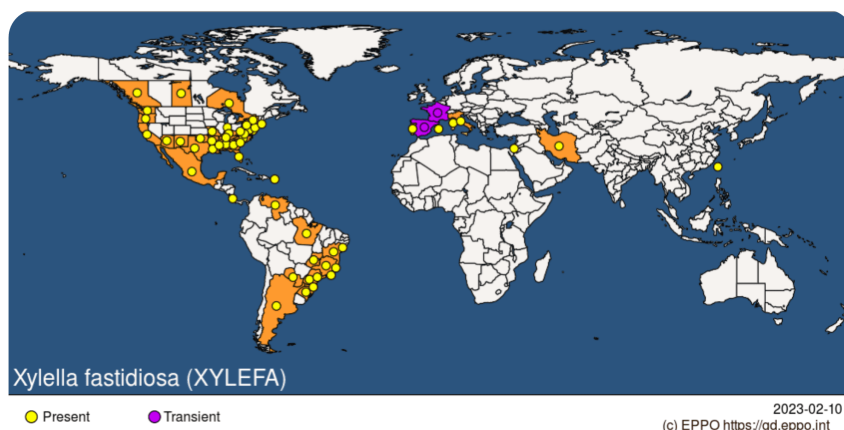 Xylella fastidiosa (XYLEFA)
Present
Transient
2023-02-10
(c) EPPO https://gd.eppo.int